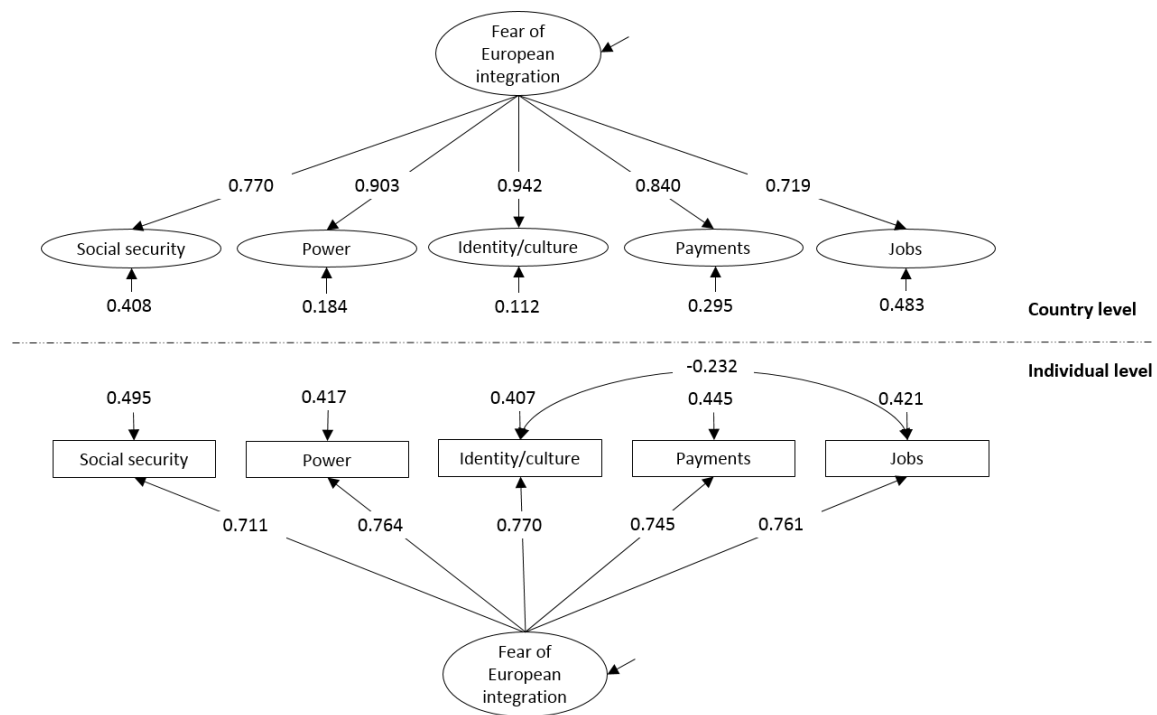 Fear of
European
integration
0.770
0.903
0.942
0.840
0.719
Social security
Power
Identity/culture
Payments
Jobs
0.408
0.184
0.112
0.295
0.483
Country level
Individual level
-0.232
0.495
0.417
0.407
0.445
0.421
Social security
Power
Identity/culture
Payments
Jobs
0.711
0.764
0.770
0.745
0.761
Fear of
European
integration